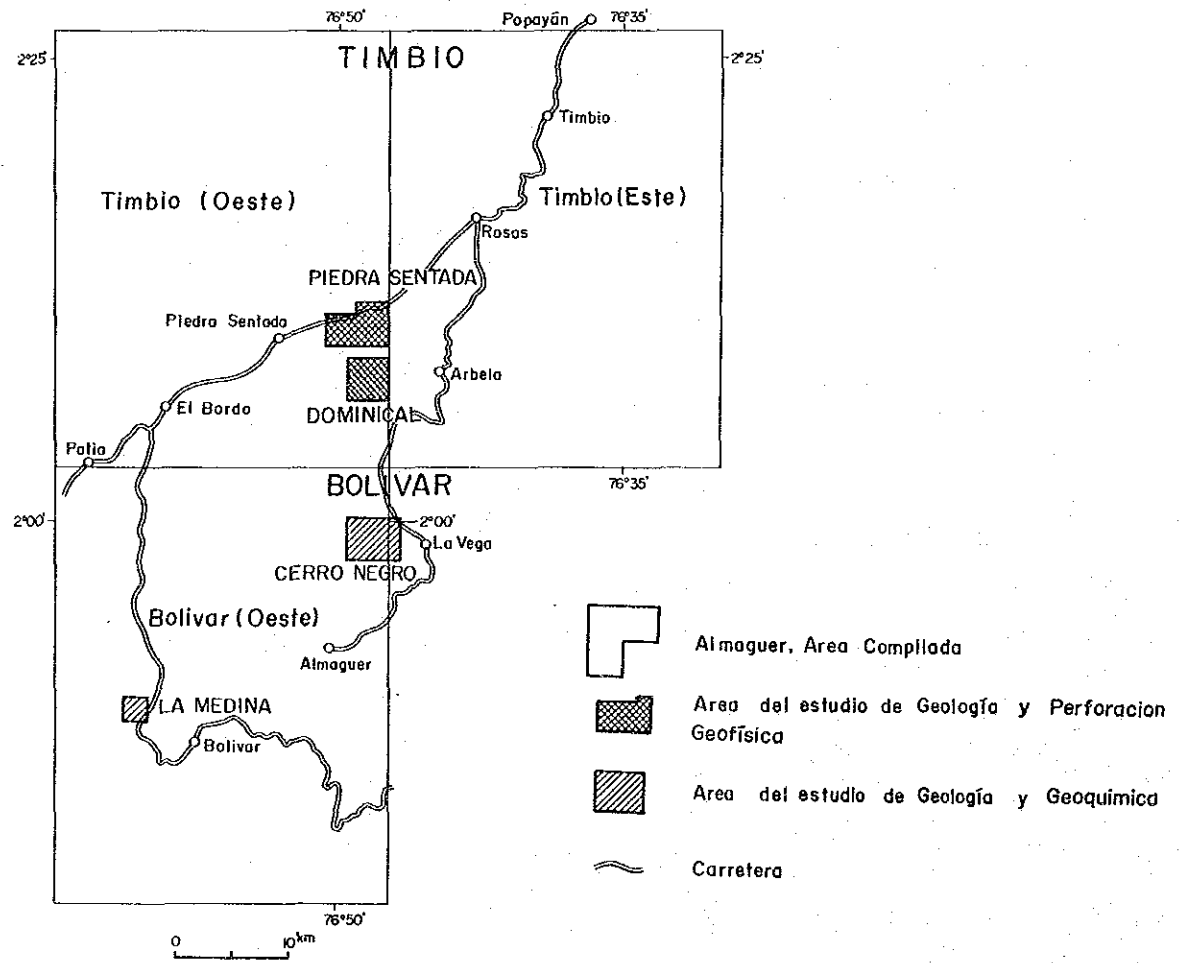 76°50'
Popayán
76°35'
2°25'
TIMBIO
2°25'
Timbio
Timbio (Oeste)
Timbio(Este)
Rosas
PIEDRA SENTADA
Piedra Sentada
Arbela
El Bordo
DOMINICAL
Patia
BOLIVAR
76°35'
2°00'
2°00'
La Vega
CERRO NEGRO
Bolivar (Oeste)
Almaguer
Almaguer, Area Compilada
LA MEDINA
Area del estudio de Geología y Perforacion
Geofísica
Bolivar
Area del estudio de Geología y Geoquímica
Carretera
76°50'
0 10km